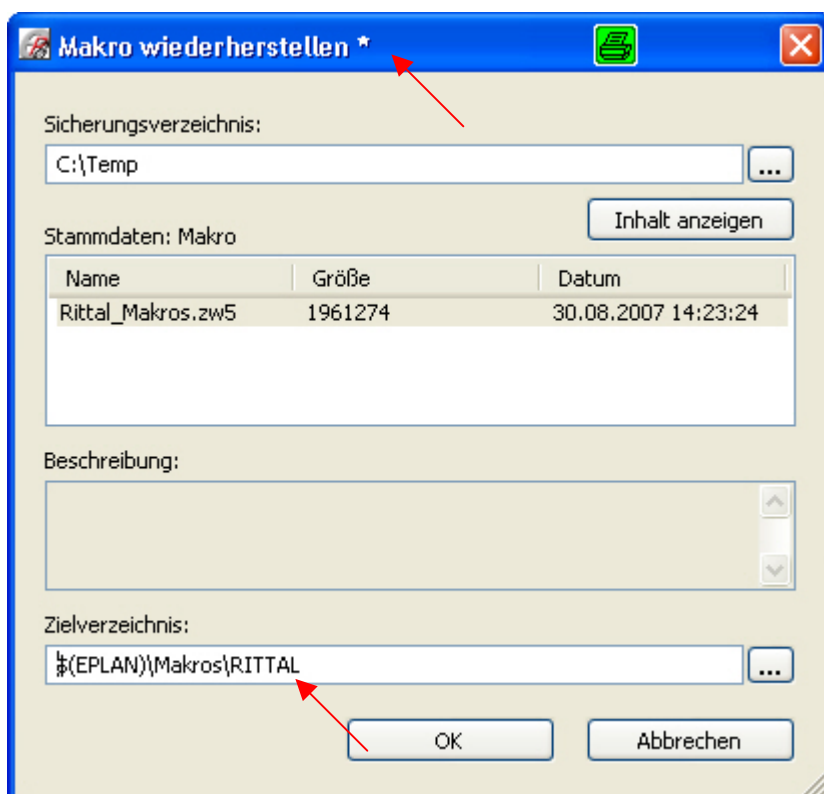 Makro wiederherstellen *
Sicherungsverzeichnis:
C:\Temp
...
Inhalt anzeigen
Stammdaten: Makro
Name Größe Datum
Rittal_Makros.zw5 1961274 30.08.2007 14:23:24
Beschreibung:
Zielverzeichnis:
$(EPLAN)\Makros\RITTAL
...
OK Abbrechen